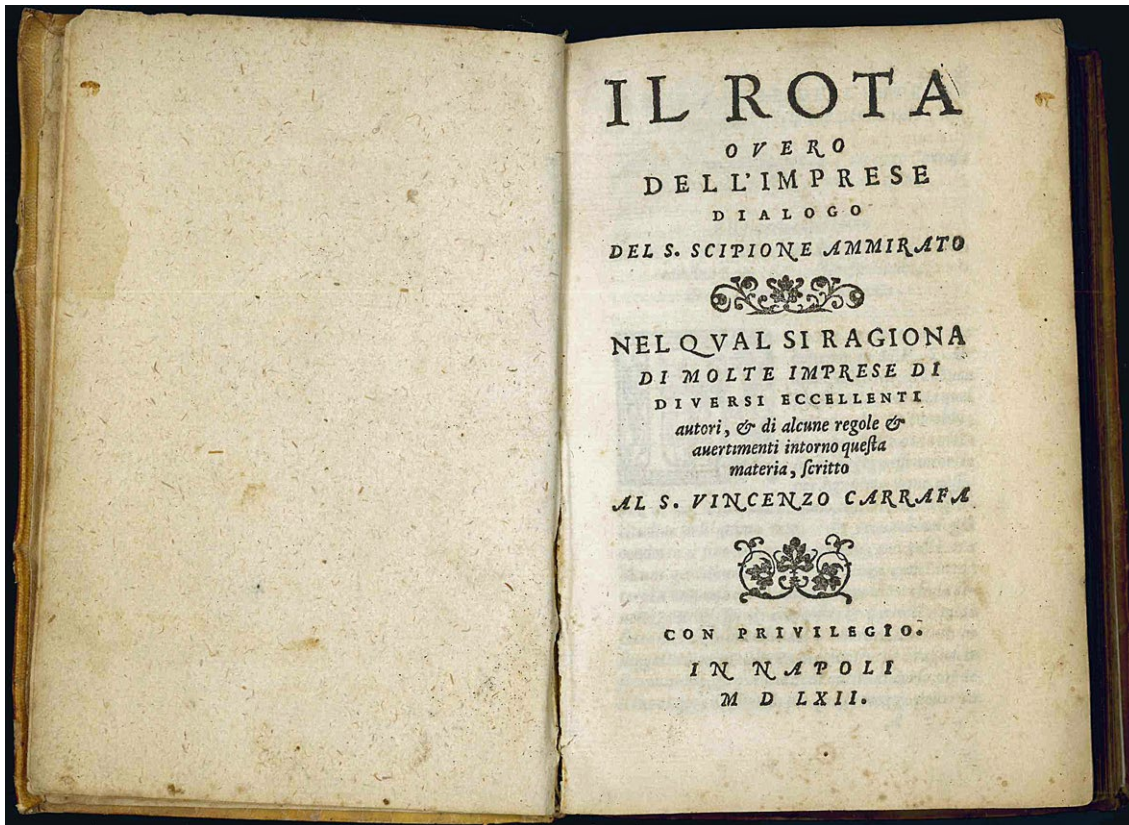 IL ROTA
OVERO
DELL'IMPRESE
DIALOGO
DEL S. SCIPIONE AMMIRATO
NEL QVAL SI RAGIONA
DI MOLTE IMPRESE DI
DIVERSI ECCELLENTI
autori, & di alcune regole &
auertimenti intorno queſta
materia, ſcritto
AL S. VINCENZO CARRAFA
CON PRIVILEGIO.
IN NAPOLI
M D LXII.